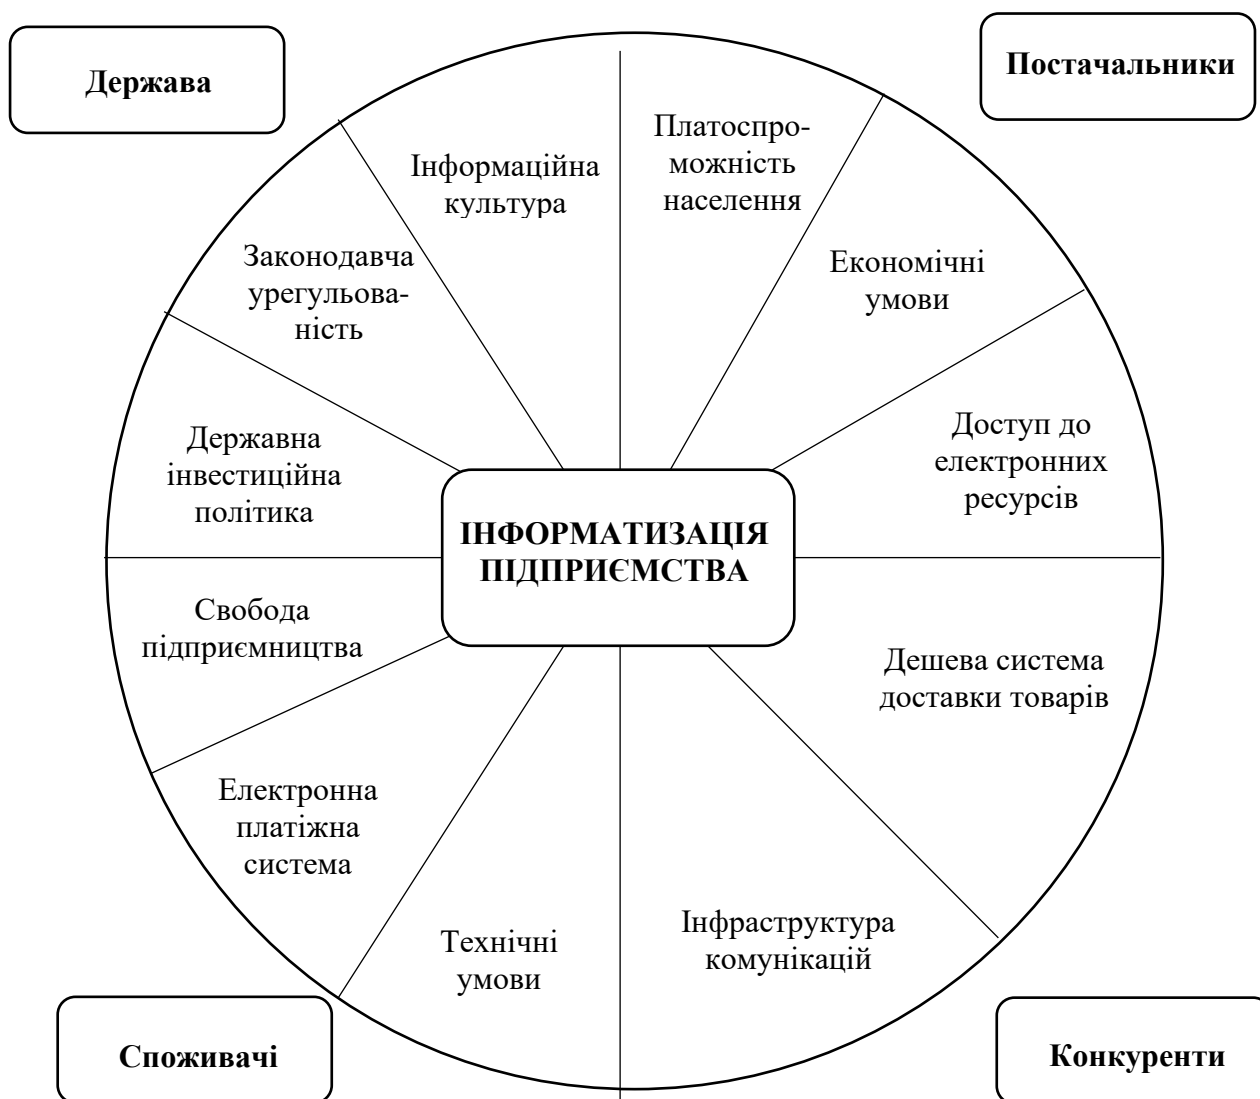 Держава
Постачальники
Інформаційна
культура
Платоспро-
можність
населення
Законодавча
урегульова-
ність
Економічні
умови
Державна
інвестиційна
політика
Доступ до
електронних
ресурсів
ІНФОРМАТИЗАЦІЯ
ПІДПРИЄМСТВА
Свобода
підприємництва
Дешева система
доставки товарів
Електронна
платіжна
система
Технічні
умови
Інфраструктура
комунікацій
Споживачі
Конкуренти